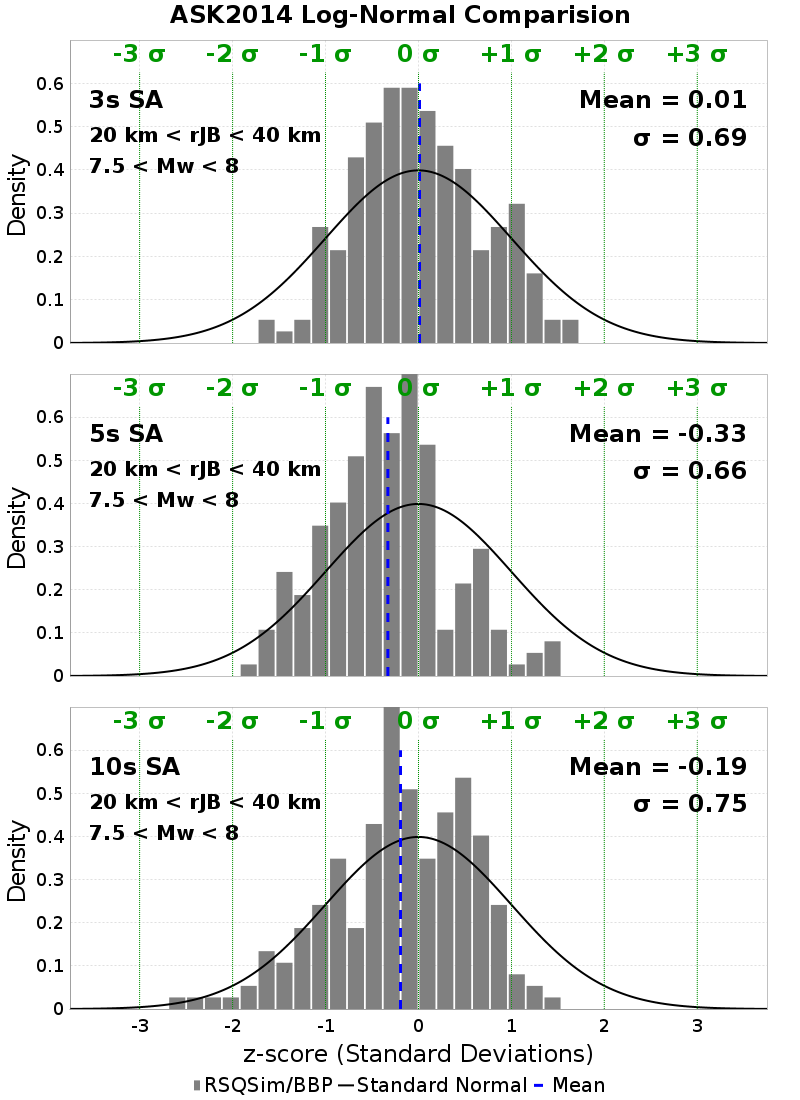 ASK2014 Log-Normal Comparision
-3 σ -2 σ -1 σ 0 σ +1 σ +2 σ +3 σ
3s SA
20 km < rJB < 40 km
7.5 < Mw < 8
Mean = 0.01
σ = 0.69
Density
0.6
0.5
0.4
0.3
0.2
0.1
0
-3 σ -2 σ -1 σ 0 σ +1 σ +2 σ +3 σ
5s SA
20 km < rJB < 40 km
7.5 < Mw < 8
Mean = -0.33
σ = 0.66
Density
0.6
0.5
0.4
0.3
0.2
0.1
0
-3 σ -2 σ -1 σ 0 σ +1 σ +2 σ +3 σ
10s SA
20 km < rJB < 40 km
7.5 < Mw < 8
Mean = -0.19
σ = 0.75
Density
0.6
0.5
0.4
0.3
0.2
0.1
0
-3 -2 -1 0 1 2 3
z-score (Standard Deviations)
RSQSim/BBP Standard Normal Mean